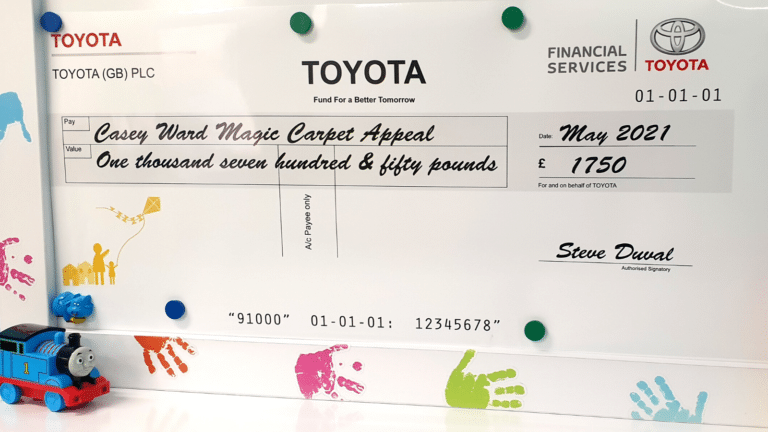 TOYOTA
TOYOTA (GB) PLC
TOYOTA
Fund For a Better Tomorrow
FINANCIAL
SERVICES
TOYOTA
01-01-01
Pay
Casey Ward Magic Carpet Appeal
Date: May 2021
Value
One thousand seven hundred & fifty pounds
£ 1750
For and on behalf of TOYOTA
A/c Payee only
Steve Duval
Authorised Signatory
"91000" 01-01-01: 12345678"
1